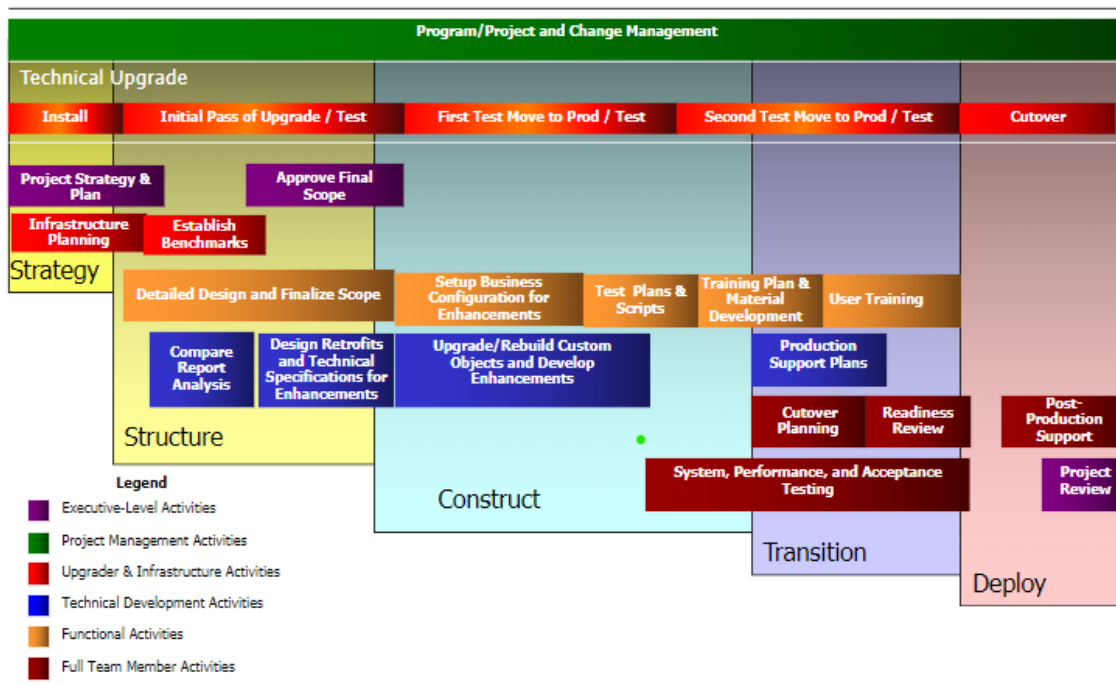 Program/Project and Change Management
Technical Upgrade
Install
Initial Pass of Upgrade / Test
First Test Move to Prod / Test
Second Test Move to Prod / Test
Cutover
Project Strategy &
Plan
Approve Final
Scope
Infrastructure
Planning
Establish
Benchmarks
Strategy
Detailed Design and Finalize Scope
Setup Business
Configuration for
Enhancements
Test Plans &
Scripts
Training Plan &
Material
Development
User Training
Compare
Report
Analysis
Design Retrofits
and Technical
Specifications for
Enhancements
Upgrade/Rebuild Custom
Objects and Develop
Enhancements
Production
Support Plans
Cutover
Planning
Readiness
Review
Post-
Production
Support
Structure
System, Performance, and Acceptance
Testing
Project
Review
Construct
Transition
Deploy
Legend
Executive-Level Activities
Project Management Activities
Upgrader & Infrastructure Activities
Technical Development Activities
Functional Activities
Full Team Member Activities